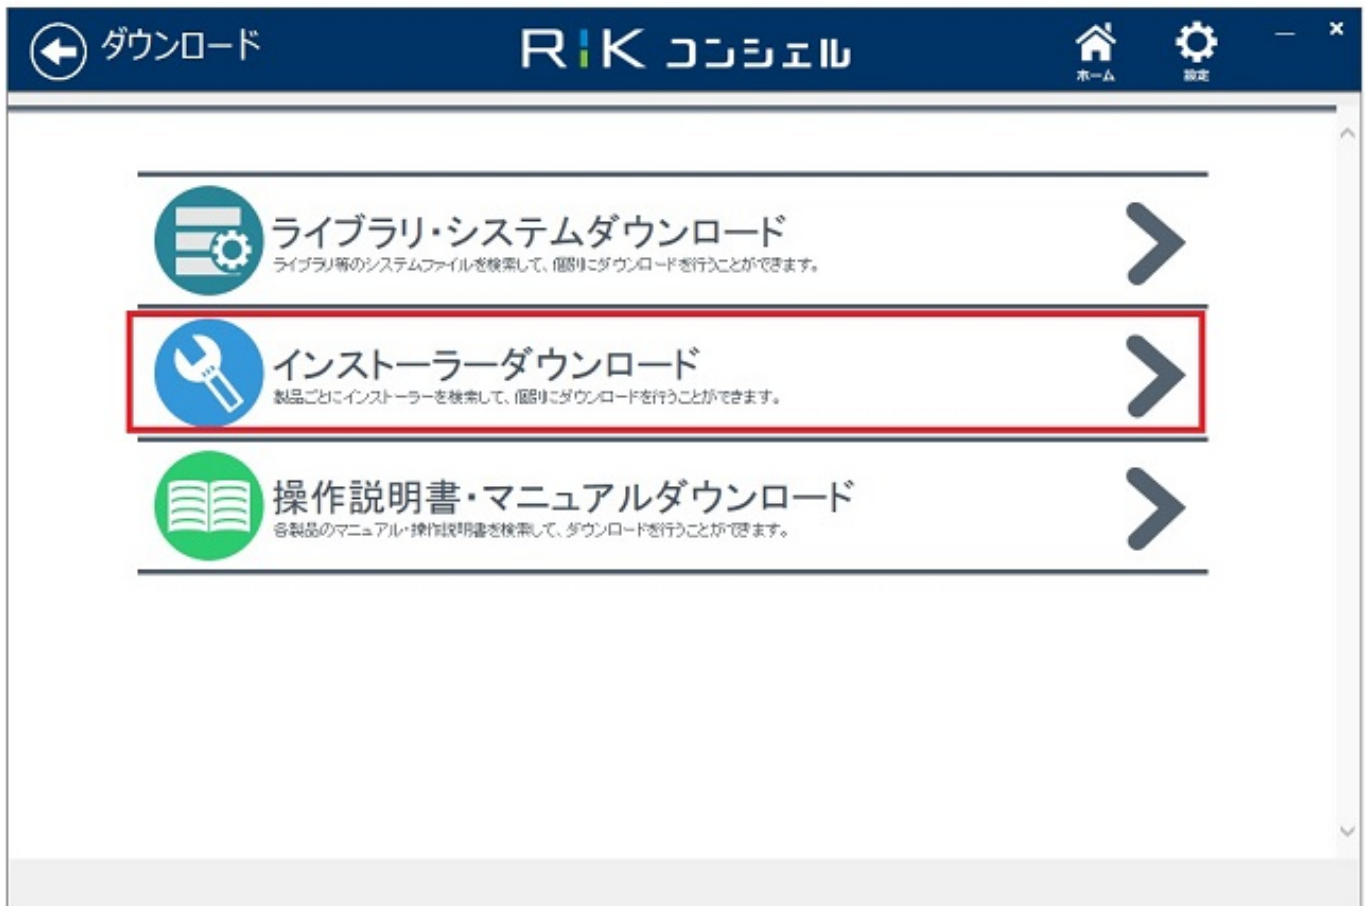 ダウンロード
RiK コンシェル
ホーム
設定
ライブラリ・システムダウンロード
ライブラリ等のシステムファイルを検索して、個別にダウンロードを行うことができます。
インストーラーダウンロード
製品ごとにインストーラーを検索して、個別にダウンロードを行うことができます。
操作説明書・マニュアルダウンロード
各製品のマニュアル・操作説明書を検索して、ダウンロードを行うことができます。